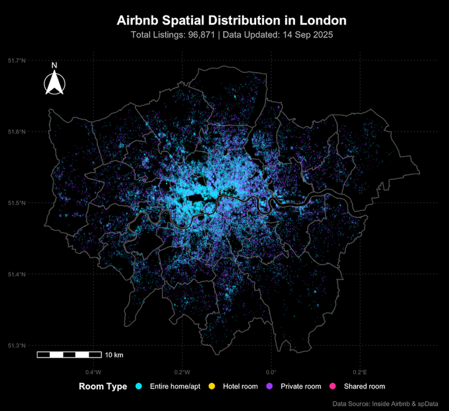 Airbnb Spatial Distribution in London
Total Listings: 96,871 | Data Updated: 14 Sep 2025
N
51.7°N
51.6°N
51.5°N
51.4°N
51.3°N
10 km
0.4°W 0.2°W 0.0° 0.2°E
Room Type Entire home/apt Hotel room Private room Shared room
Data Source: Inside Airbnb & spData